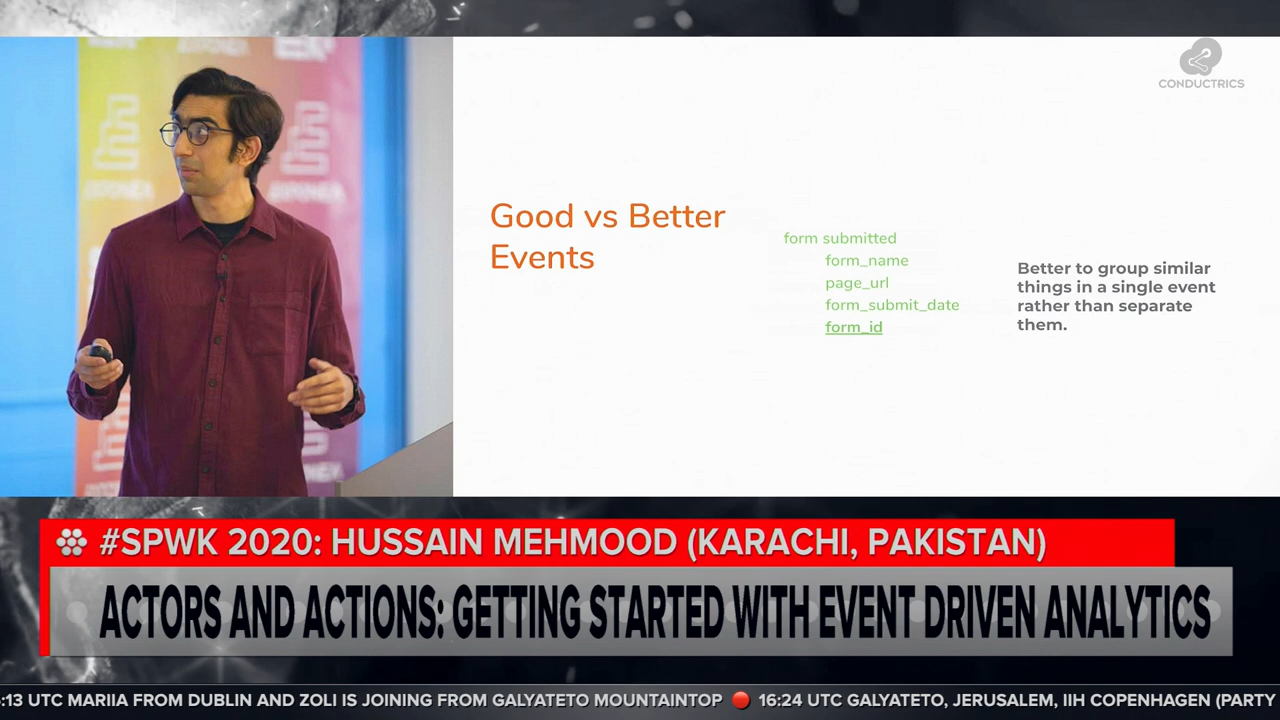 CONDUCTRICS
Good vs Better
Events
form submitted
form_name
page_url
form_submit_date
form_id
Better to group similar
things in a single event
rather than separate
them.
#SPWK 2020: HUSSAIN MEHMOOD (KARACHI, PAKISTAN)
ACTORS AND ACTIONS: GETTING STARTED WITH EVENT DRIVEN ANALYTICS
:13 UTC MARIIA FROM DUBLIN AND ZOLI IS JOINING FROM GALYATETO MOUNTAINTOP 16:24 UTC GALYATETO, JERUSALEM, IIH COPENHAGEN (PARTY